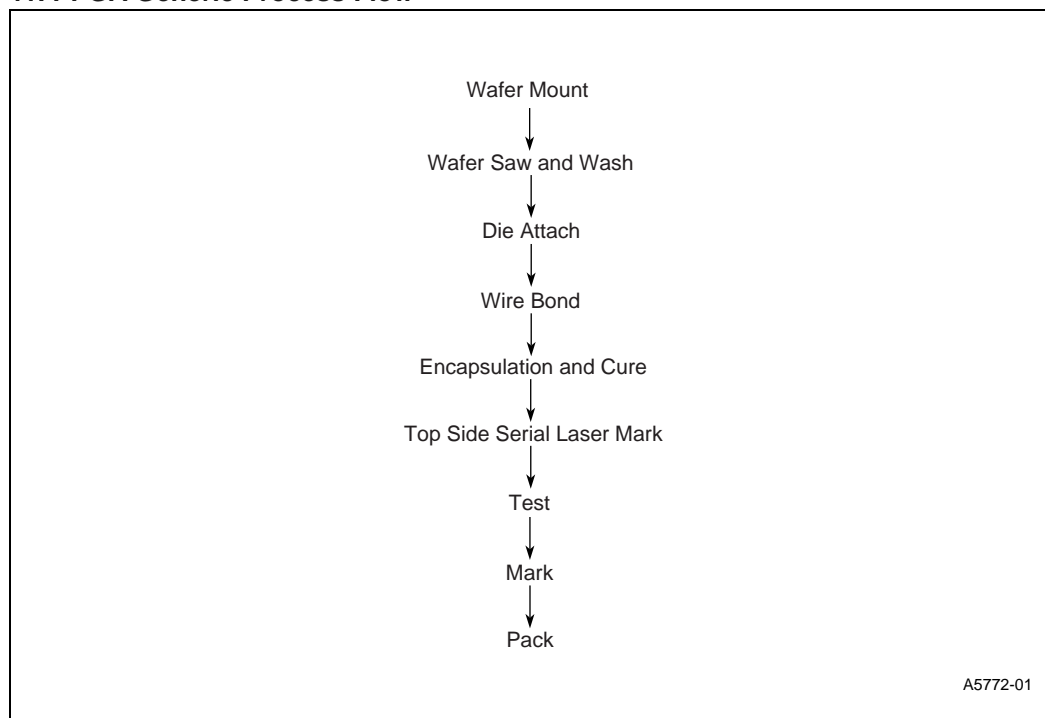 Wafer Mount
Wafer Saw and Wash
Die Attach
Wire Bond
Encapsulation and Cure
Top Side Serial Laser Mark
Test
Mark
Pack
A5772-01